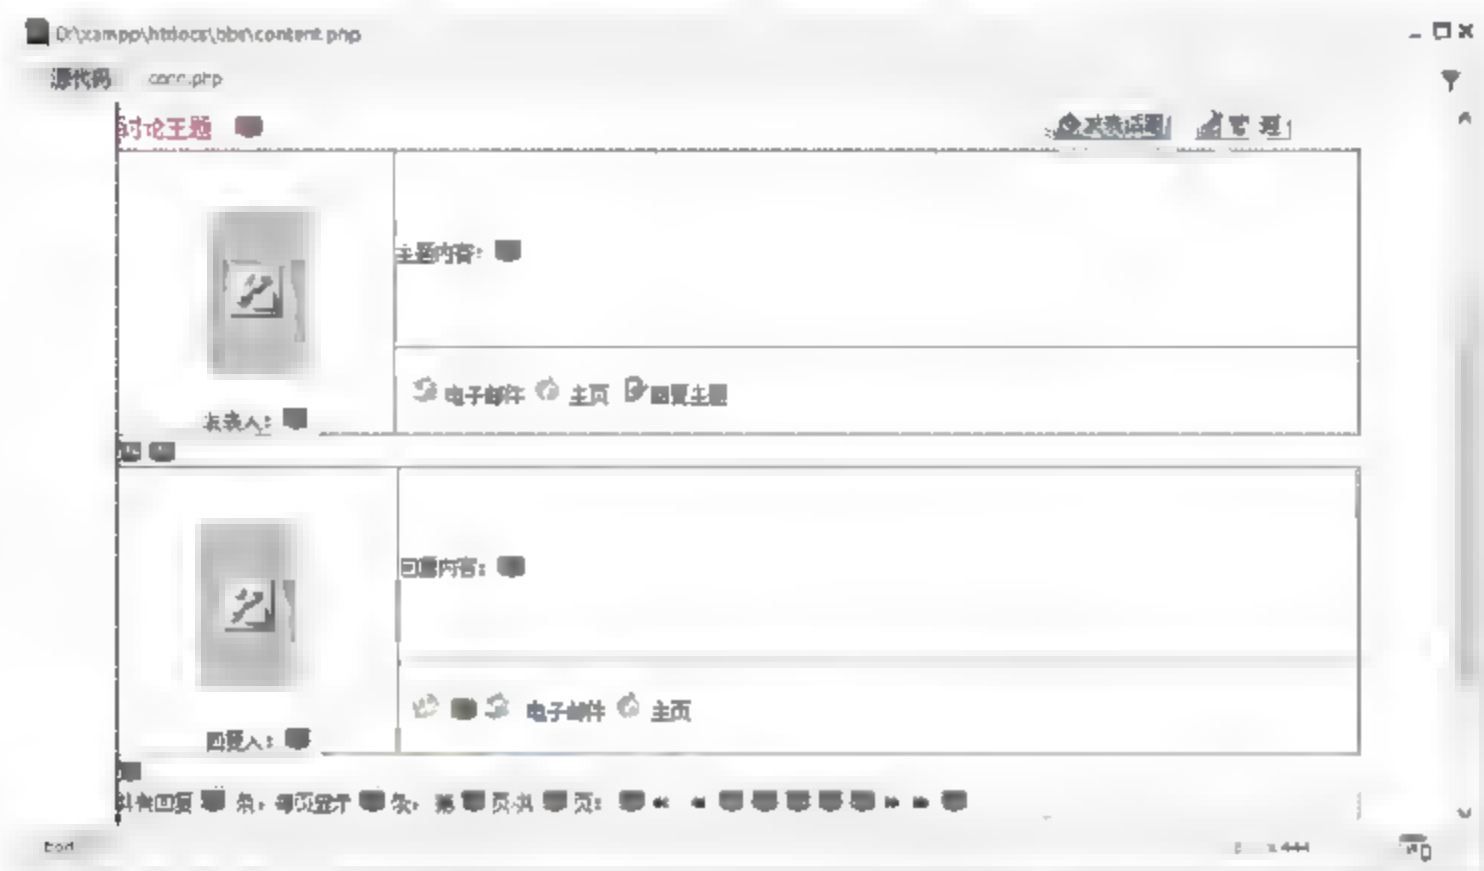 D:\xampp\htdocs\bbs\content.php
源代码 conn.php
讨论主题 发表话题 管 理
主题内容：
电子邮件 主页 回复主题
发表人：
回复内容：
电子邮件 主页
回复人：
共有回复 条，每页显示 条， 第 页/共 页：